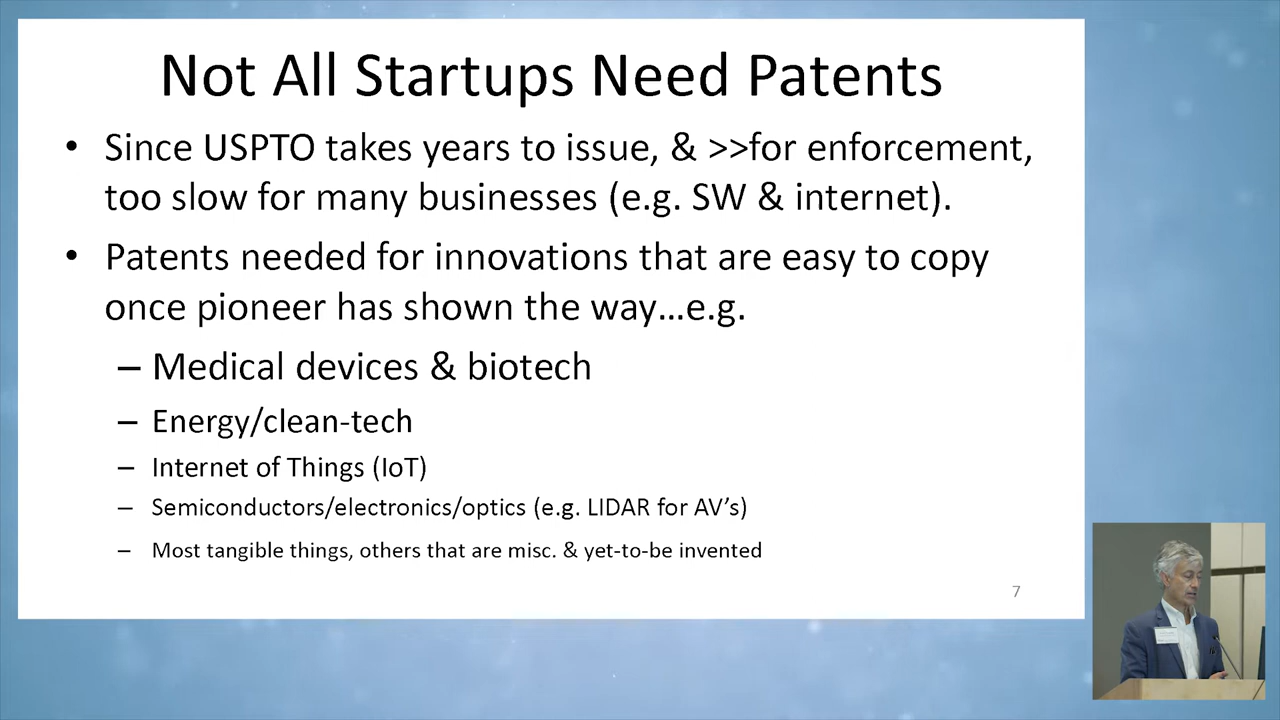 Not All Startups Need Patents
• Since USPTO takes years to issue, & >>for enforcement,
too slow for many businesses (e.g. SW & internet).
• Patents needed for innovations that are easy to copy
once pioneer has shown the way…e.g.
– Medical devices & biotech
– Energy/clean-tech
– Internet of Things (IoT)
– Semiconductors/electronics/optics (e.g. LIDAR for AV’s)
– Most tangible things, others that are misc. & yet-to-be invented
7